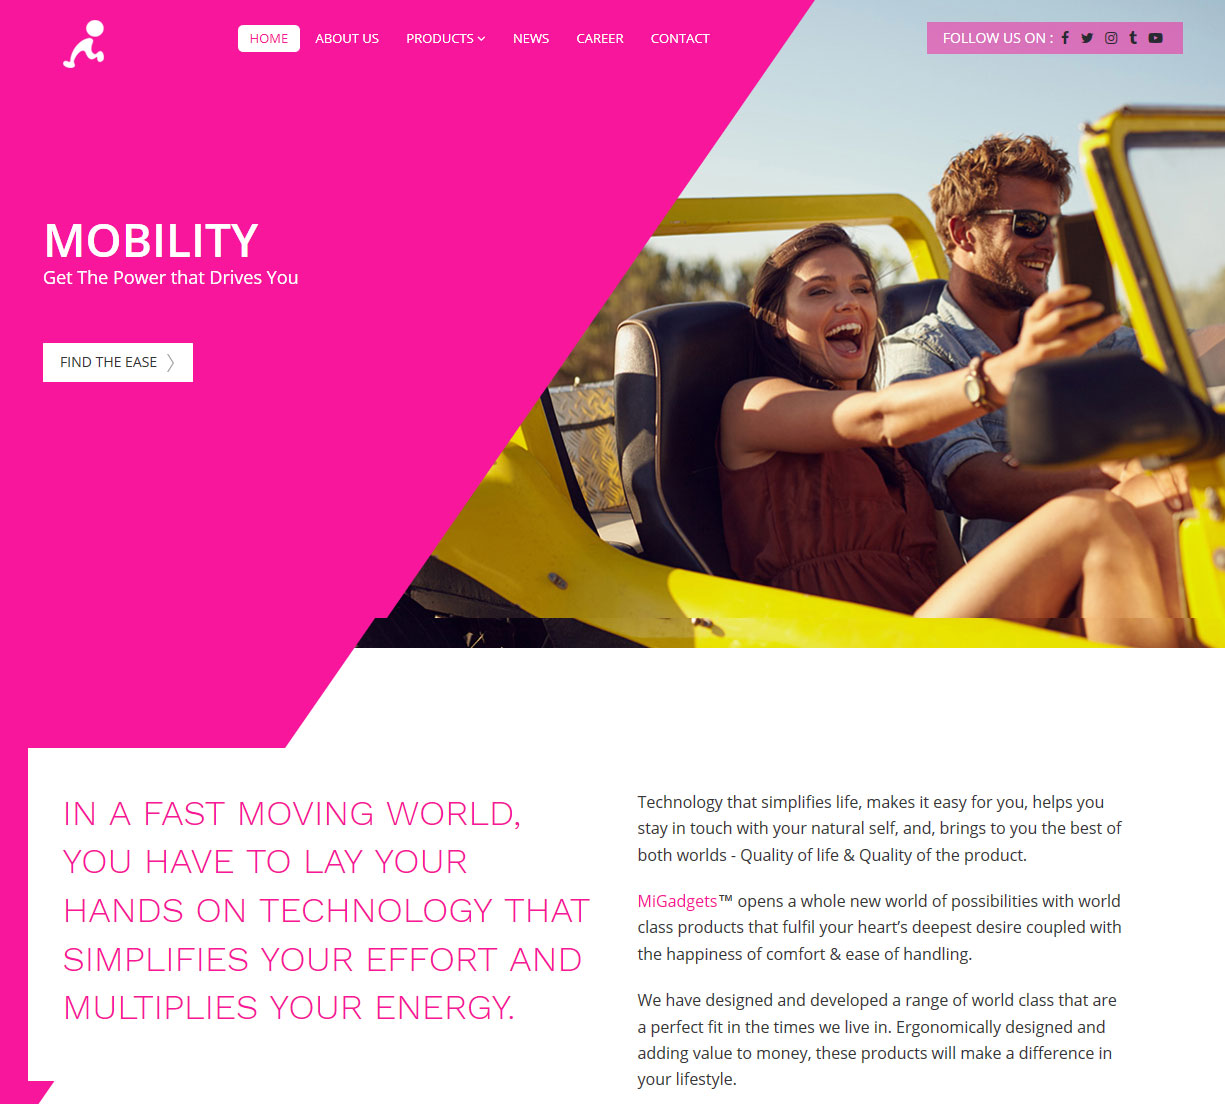 HOME ABOUT US PRODUCTS NEWS CAREER CONTACT FOLLOW US ON :
MOBILITY
Get The Power that Drives You
FIND THE EASE
IN A FAST MOVING WORLD,
YOU HAVE TO LAY YOUR
HANDS ON TECHNOLOGY THAT
SIMPLIFIES YOUR EFFORT AND
MULTIPLIES YOUR ENERGY.
Technology that simplifies life, makes it easy for you, helps you
stay in touch with your natural self, and, brings to you the best of
both worlds - Quality of life & Quality of the product.
MiGadgets™ opens a whole new world of possibilities with world
class products that fulfil your heart’s deepest desire coupled with
the happiness of comfort & ease of handling.
We have designed and developed a range of world class that are
a perfect fit in the times we live in. Ergonomically designed and
adding value to money, these products will make a difference in
your lifestyle.